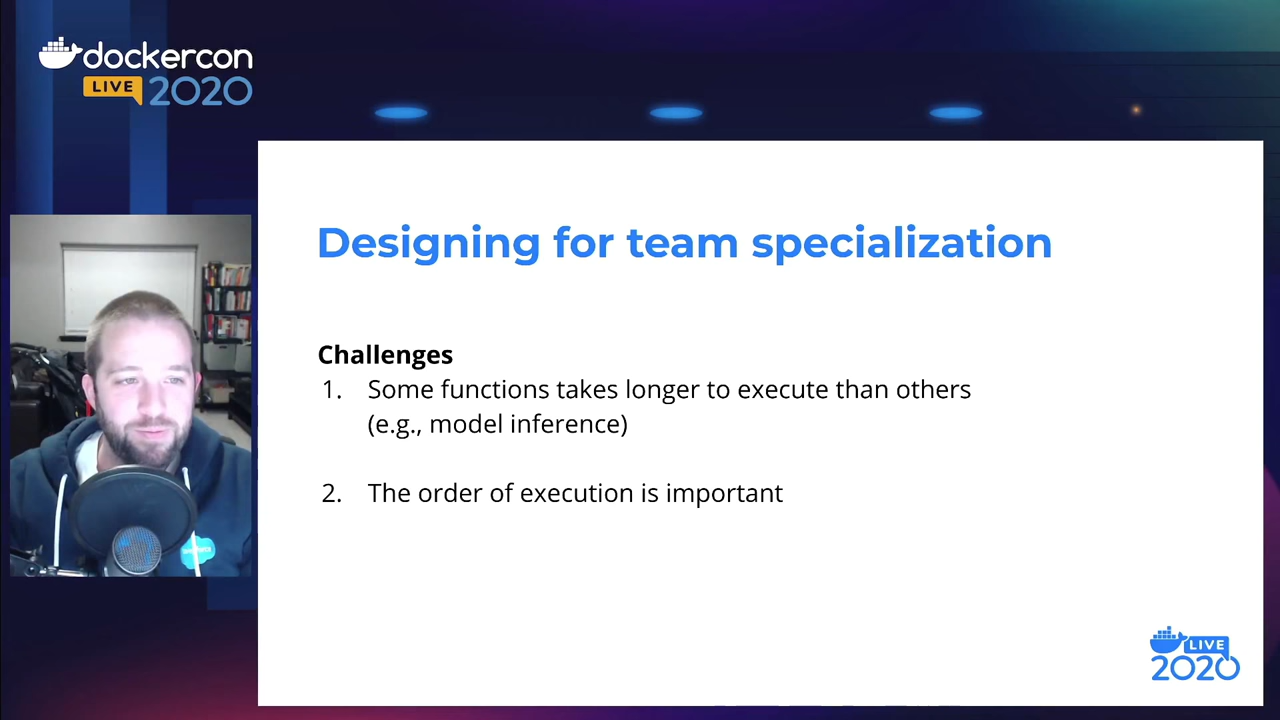 dockercon
LIVE 2020
Designing for team specialization
Challenges
1. Some functions takes longer to execute than others
(e.g., model inference)
2. The order of execution is important
LIVE
2020